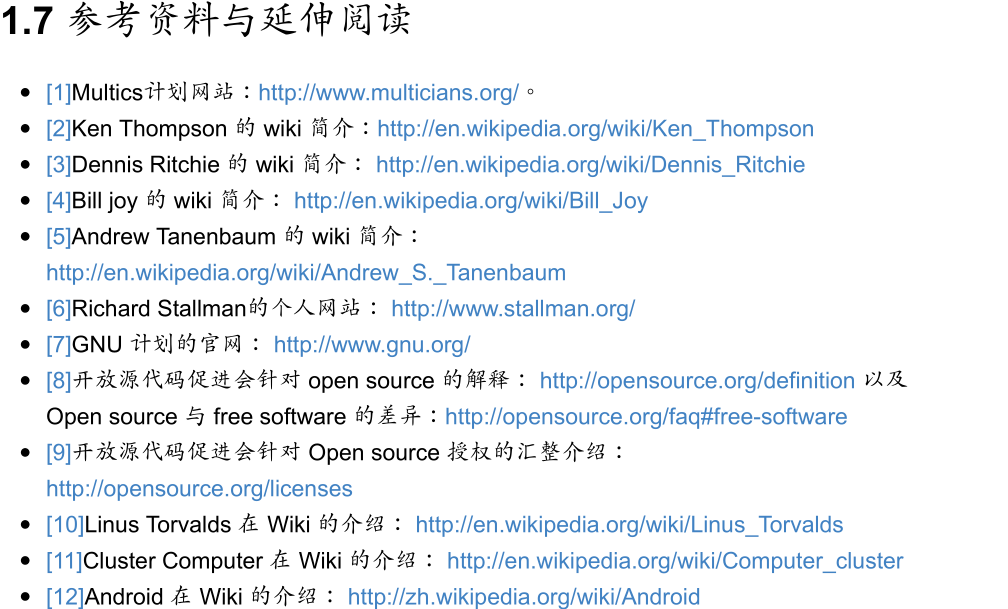 1.7 参考资料与延伸阅读
[1]Multics计划网站：http://www.multicians.org/。
[2]Ken Thompson 的 wiki 简介：http://en.wikipedia.org/wiki/Ken_Thompson
[3]Dennis Ritchie 的 wiki 简介： http://en.wikipedia.org/wiki/Dennis_Ritchie
[4]Bill joy 的 wiki 简介： http://en.wikipedia.org/wiki/Bill_Joy
[5]Andrew Tanenbaum 的 wiki 简介：
http://en.wikipedia.org/wiki/Andrew_S._Tanenbaum
[6]Richard Stallman的个人网站： http://www.stallman.org/
[7]GNU 计划的官网： http://www.gnu.org/
[8]开放源代码促进会针对 open source 的解释： http://opensource.org/definition 以及
Open source 与 free software 的差异：http://opensource.org/faq#free-software
[9]开放源代码促进会针对 Open source 授权的汇整介绍：
http://opensource.org/licenses
[10]Linus Torvalds 在 Wiki 的介绍： http://en.wikipedia.org/wiki/Linus_Torvalds
[11]Cluster Computer 在 Wiki 的介绍： http://en.wikipedia.org/wiki/Computer_cluster
[12]Android 在 Wiki 的介绍： http://zh.wikipedia.org/wiki/Android